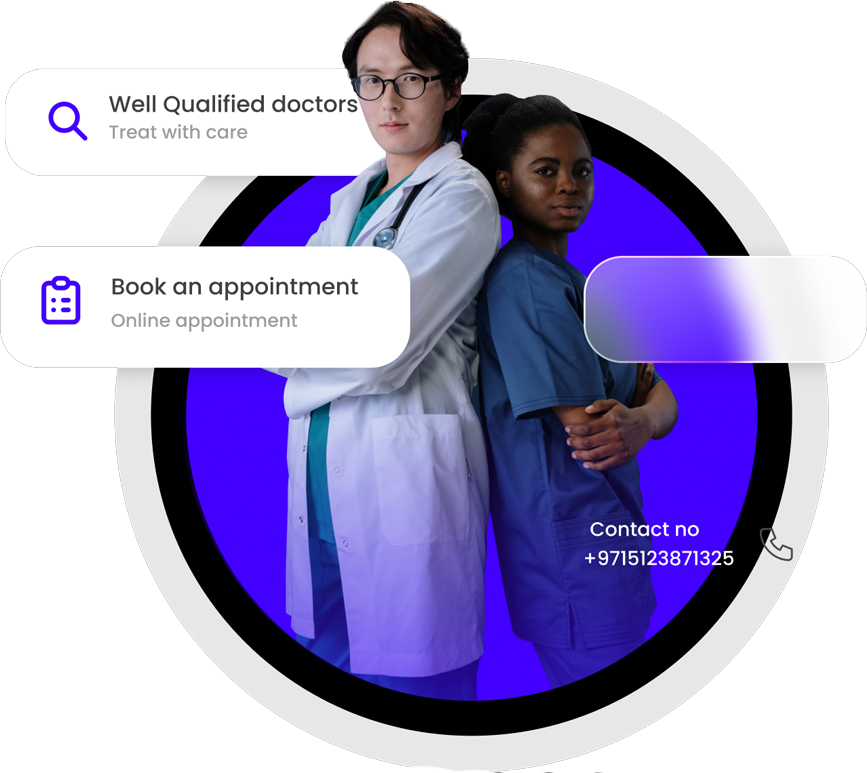 Well Qualified doctors
Treat with care
Book an appointment
Online appointment
Contact no
+9715123871325